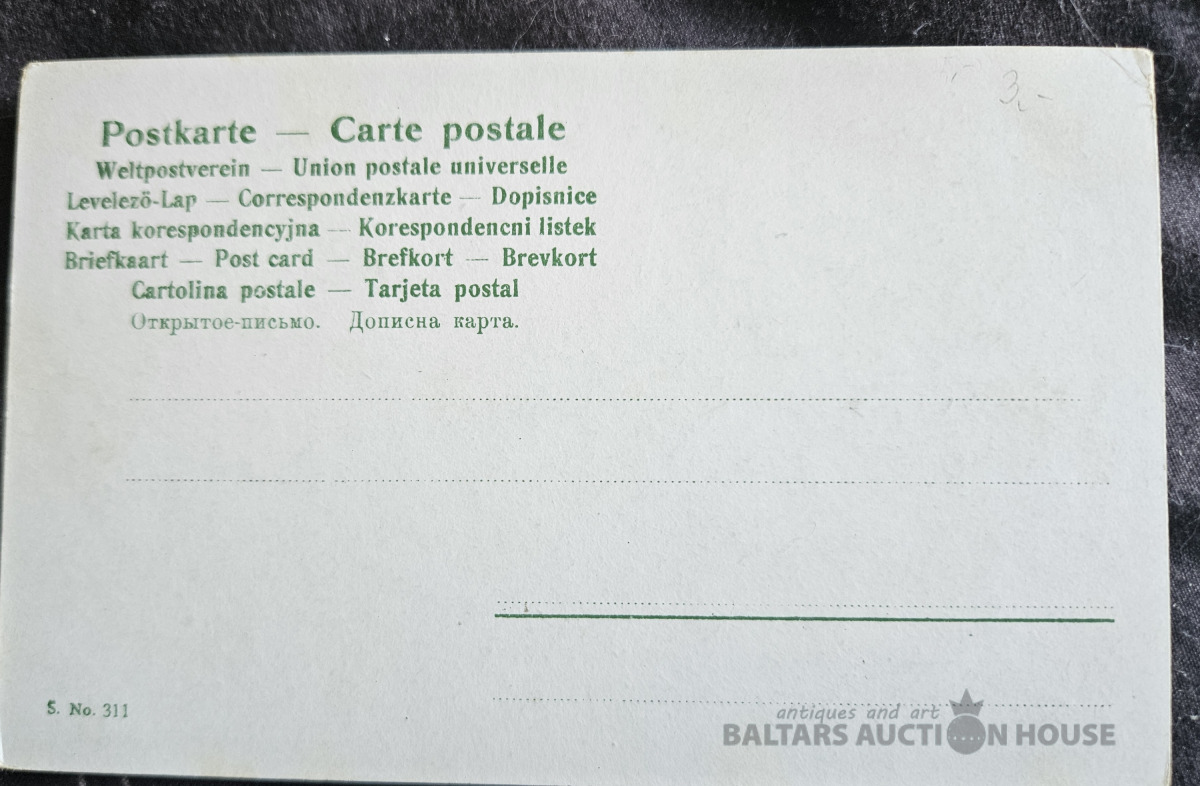 3.-
Postkarte — Carte postale
Weltpostverein — Union postale universelle
Levelezö-Lap — Correspondenzkarte — Dopisnice
Karta korespondencyjna — Korespondencni listek
Briefkaart — Post card — Brefkort — Brevkort
Cartolina postale — Tarjeta postal
Открытое-письмо. Дописна карта.
S. No. 311
antiques and art
BALTARS AUCTION HOUSE